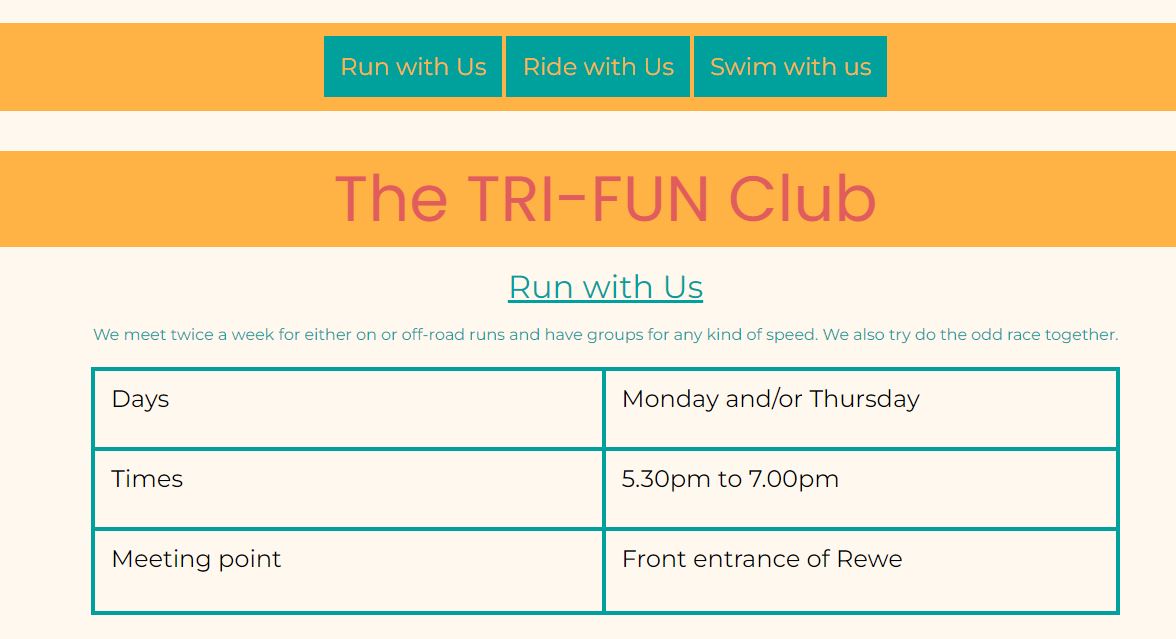 Run with Us Ride with Us Swim with us
The TRI-FUN Club
Run with Us
We meet twice a week for either on or off-road runs and have groups for any kind of speed. We also try do the odd race together.
Days Monday and/or Thursday
Times 5.30pm to 7.00pm
Meeting point Front entrance of Rewe